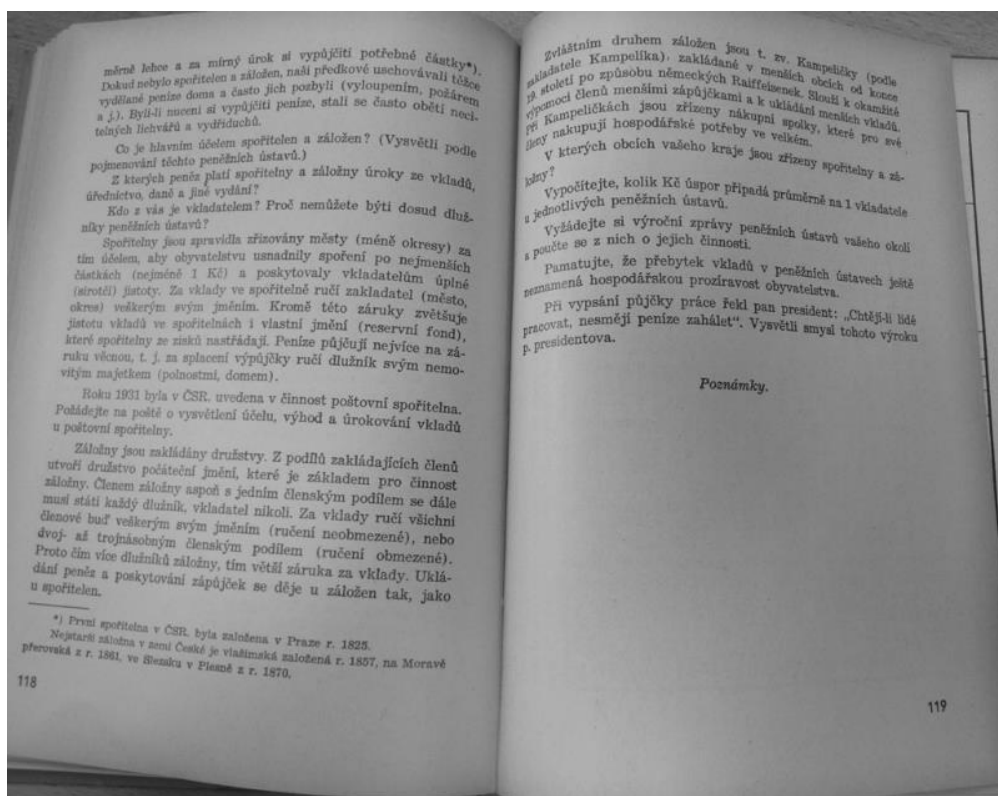 měrně lehce a za mírný úrok si vypůjčiti potřebné částky*).
Dokud nebylo spořitelen a záložen, naši předkové uschovávali těžce
vydělané peníze doma a často jich pozbyli (vyloupením, požárem
a j.). Byli-li nuceni si vypůjčiti peníze, stali se často obětí neci-
telných lichvářů a vydřiduchů.
Co je hlavním účelem spořitelen a záložen? (Vysvětli podle
pojmenování těchto peněžních ústavů.)
Z kterých peněz platí spořitelny a záložny úroky ze vkladů,
úřednictvo, daně a jiné vydání?
Kdo z vás je vkladatelem? Proč nemůžete býti dosud dluž-
níky peněžních ústavů?
Spořitelny jsou zpravidla zřizovány městy (méně okresy) za
tím účelem, aby obyvatelstvu usnadnily spoření po nejmenších
částkách (nejméně 1 Kč) a poskytovaly vkladatelům úplné
(sirotčí) jistoty. Za vklady ve spořitelně ručí zakladatel (město,
okres) veškerým svým jměním. Kromě této záruky zvětšuje
jistotu vkladů ve spořitelnách i vlastní jmění (reservní fond),
které spořitelny ze zisků nastřádají. Peníze půjčují nejvíce na zá-
ruku věcnou, t. j. za splacení výpůjčky ručí dlužník svým nemo-
vitým majetkem (polnostmi, domem).
Roku 1931 byla v ČSR. uvedena v činnost poštovní spořitelna.
Požádejte na poště o vysvětlení účelu, výhod a úrokování vkladů
u poštovní spořitelny.
Záložny jsou zakládány družstvy. Z podílů zakládajících členů
utvoří družstvo počáteční jmění, které je základem pro činnost
záložny. Členem záložny aspoň s jedním členským podílem se dále
musí státi každý dlužník, vkladatel nikoli. Za vklady ručí všichni
členové buď veškerým svým jměním (ručení neobmezené), nebo
dvoj- až trojnásobným členským podílem (ručení obmezené).
Proto čím více dlužníků záložny, tím větší záruka za vklady. Uklá-
dání peněz a poskytování zápůjček se děje u záložen tak, jako
u spořitelen.
*) První spořitelna v ČSR. byla založena v Praze r. 1825.
Nejstarší záložna v zemi České je vlašimská založená r. 1857, na Moravě
přerovská z r. 1861, ve Slezsku v Plesně z r. 1870.
118
Zvláštním druhem záložen jsou t. zv. Kampeličky (podle
zakladatele Kampelíka), zakládané v menších obcích od konce
19. století po způsobu německých Raiffeisenek. Slouží k okamžité
výpomoci členů menšími zápůjčkami a k ukládání menších vkladů.
Při Kampeličkách jsou zřízeny nákupní spolky, které pro své
členy nakupují hospodářské potřeby ve velkém.
V kterých obcích vašeho kraje jsou zřízeny spořitelny a zá-
ložny?
Vypočítejte, kolik Kč úspor připadá průměrně na 1 vkladatele
u jednotlivých peněžních ústavů.
Vyžádejte si výroční zprávy peněžních ústavů vašeho okolí
a poučte se z nich o jejich činnosti.
Pamatujte, že přebytek vkladů v peněžních ústavech ještě
neznamená hospodářskou prozíravost obyvatelstva.
Při vypsání půjčky práce řekl pan president: „Chtějí-li lidé
pracovat, nesmějí peníze zahálet“. Vysvětli smysl tohoto výroku
p. presidentova.
Poznámky.
119